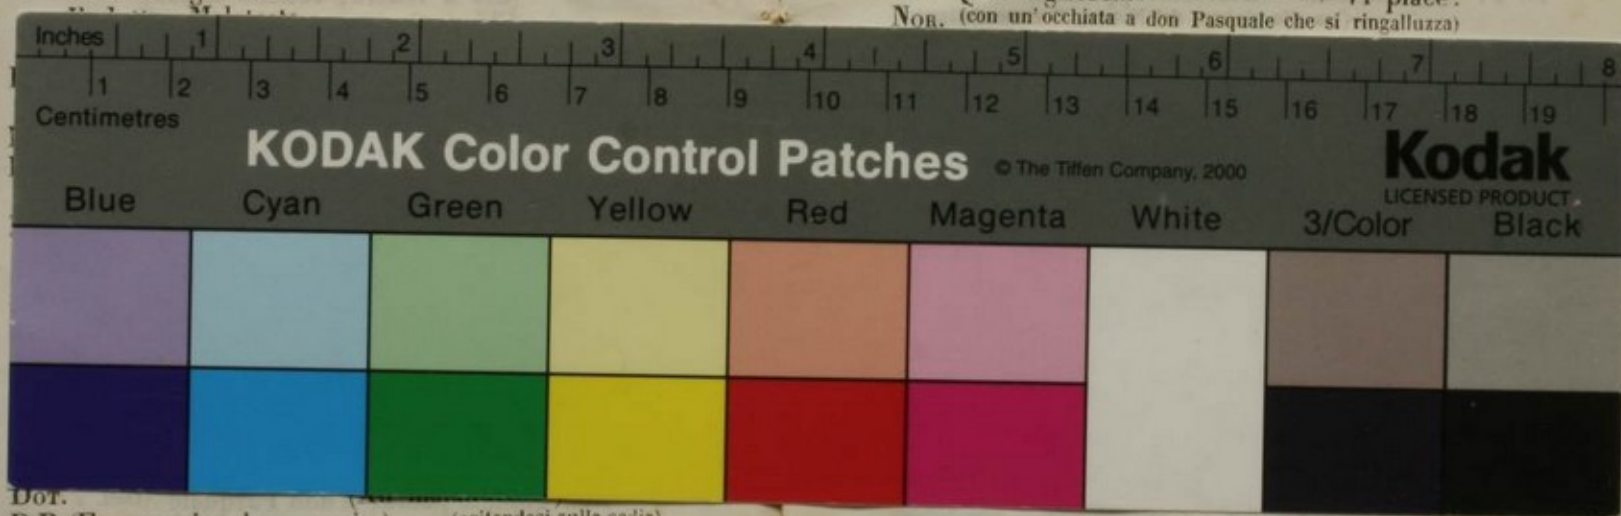 NOR. (con un'occhiata a don Pasquale che si ringalluzza)
Inches 1 2 3 4 5 6 7 8
1 2 3 4 5 6 7 8 9 10 11 12 13 14 15 16 17 18 19
Centimetres
KODAK Color Control Patches © The Tiffen Company, 2000 Kodak
LICENSED PRODUCT
Blue Cyan Green Yellow Red Magenta White 3/Color Black
DOT.